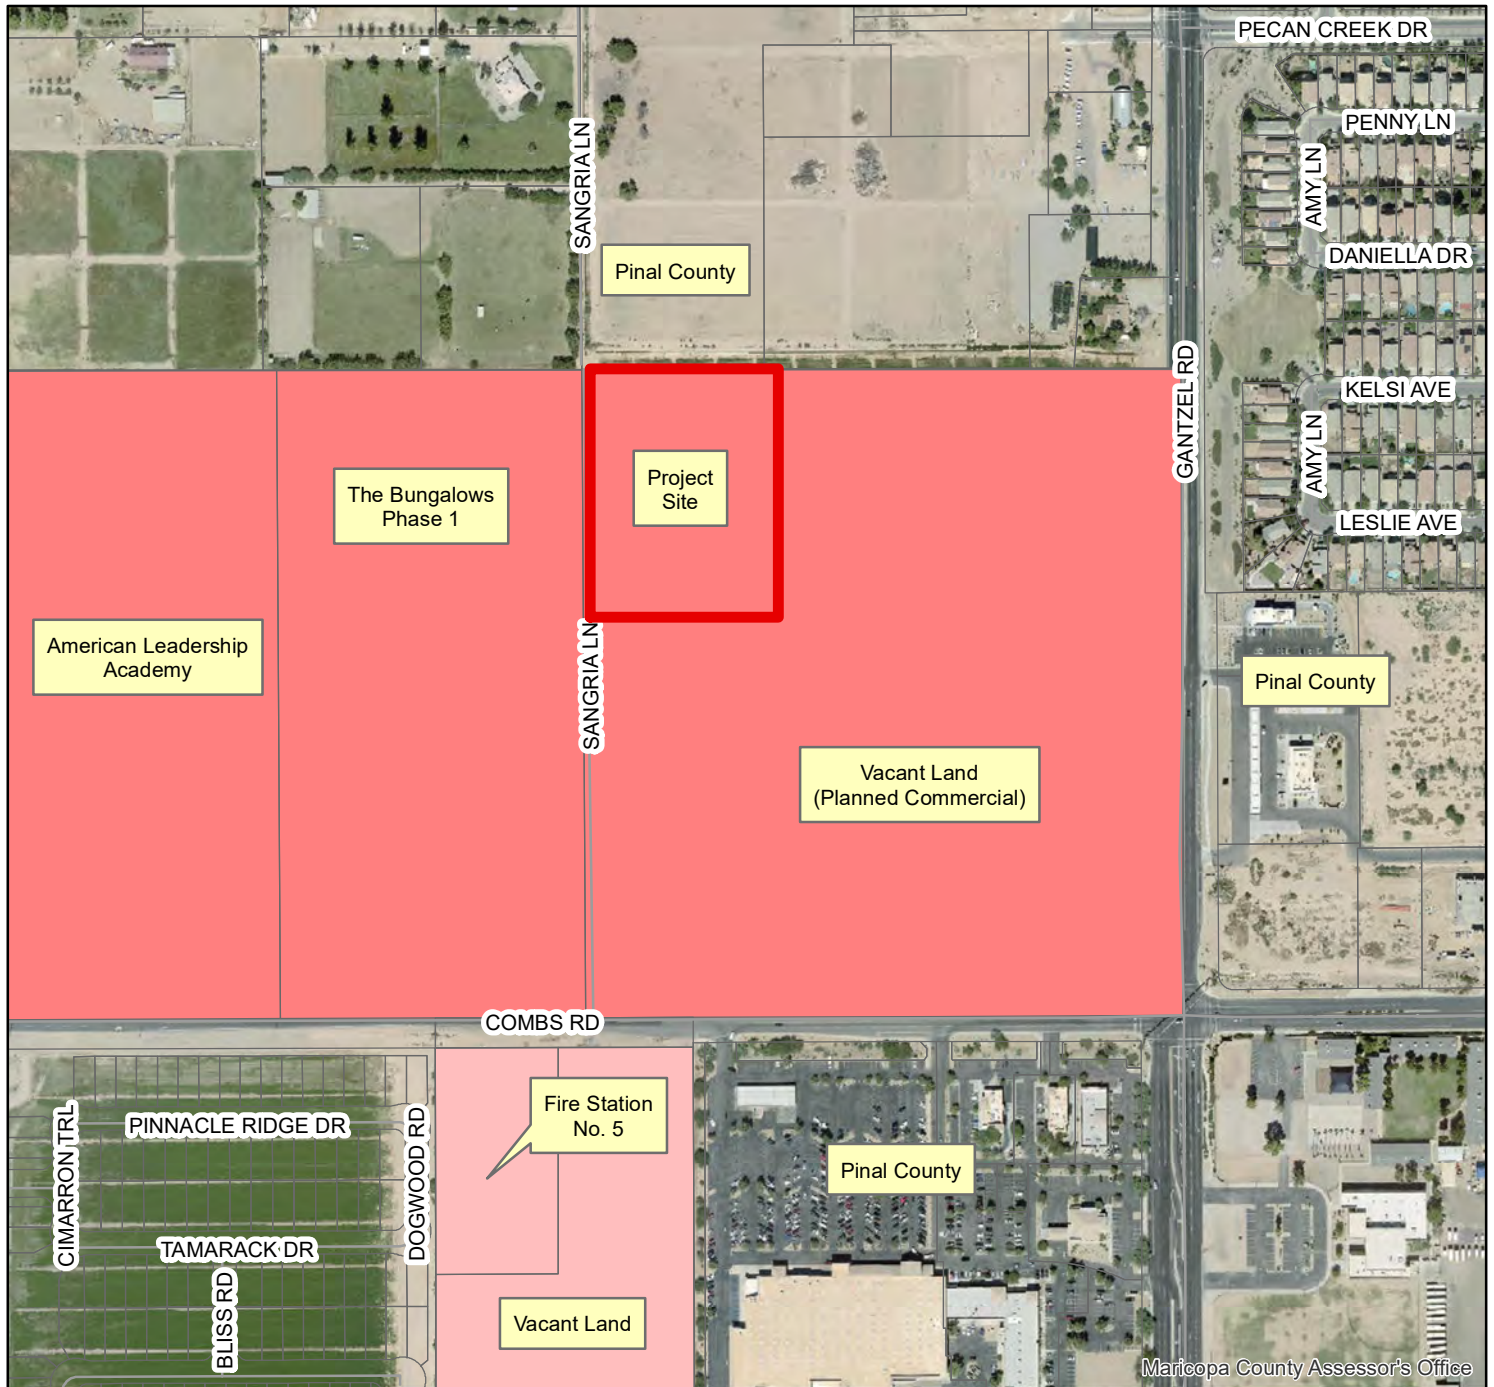 PECAN CREEK DR
PENNY LN
AMY LN
SANGRIA LN
DANIELLA DR
Pinal County
GANTZEL RD
KELSI AVE
AMY LN
Project
Site
The Bungalows
Phase 1
LESLIE AVE
American Leadership
Academy
SANGRIA LN
Pinal County
Vacant Land
(Planned Commercial)
COMBS RD
Fire Station
No. 5
CIMARRON TRL
PINNACLE RIDGE DR
DOGWOOD RD
Pinal County
TAMARACK DR
BLISS RD
Vacant Land
Maricopa County Assessor's Office